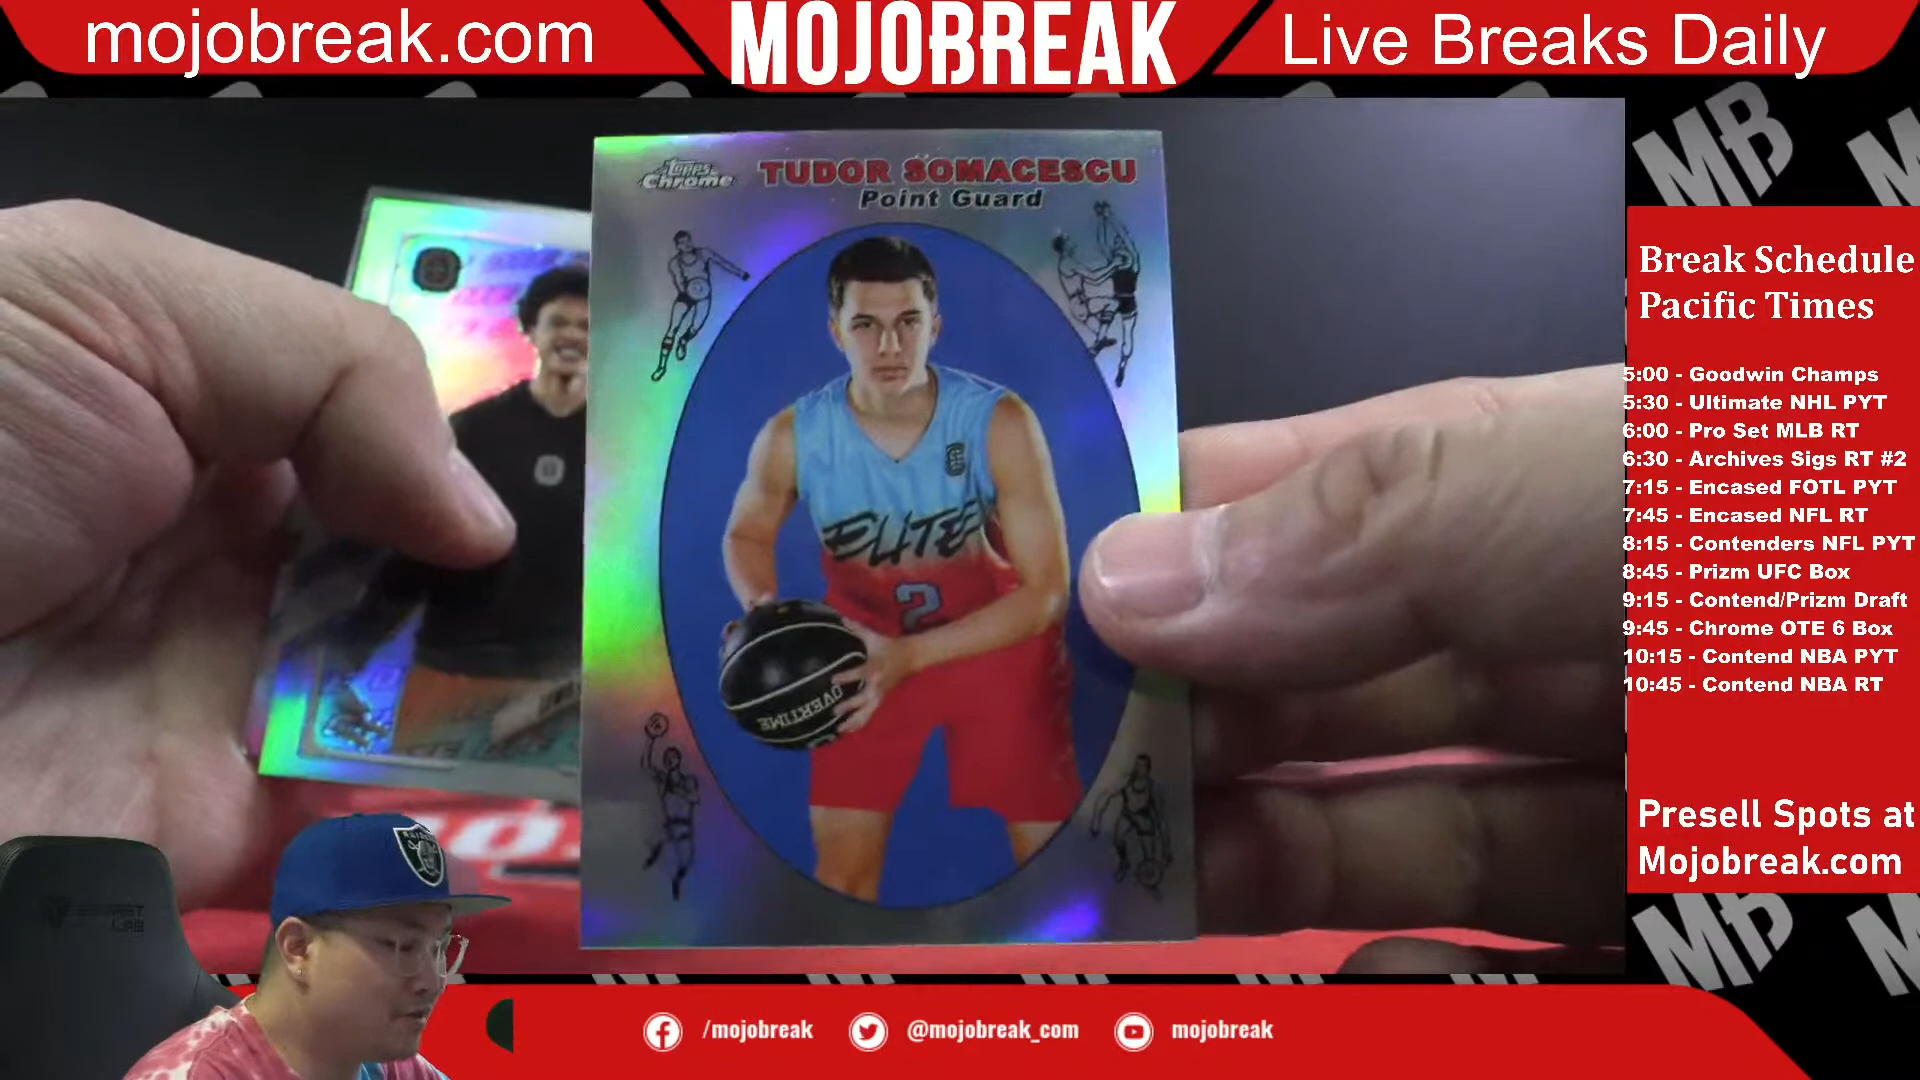 mojobreak.com
MOJOBREAK
Live Breaks Daily
Topps
Chrome
TUDOR SOMACESCU
Point Guard
ELITE
2
OVERTIME
MB
Break Schedule
Pacific Times
5:00 - Goodwin Champs
5:30 - Ultimate NHL PYT
6:00 - Pro Set MLB RT
6:30 - Archives Sigs RT #2
7:15 - Encased FOTL PYT
7:45 - Encased NFL RT
8:15 - Contenders NFL PYT
8:45 - Prizm UFC Box
9:15 - Contend/Prizm Draft
9:45 - Chrome OTE 6 Box
10:15 - Contend NBA PYT
10:45 - Contend NBA RT
Presell Spots at
Mojobreak.com
RAIDERS
MB
/mojobreak
@mojobreak_com
mojobreak